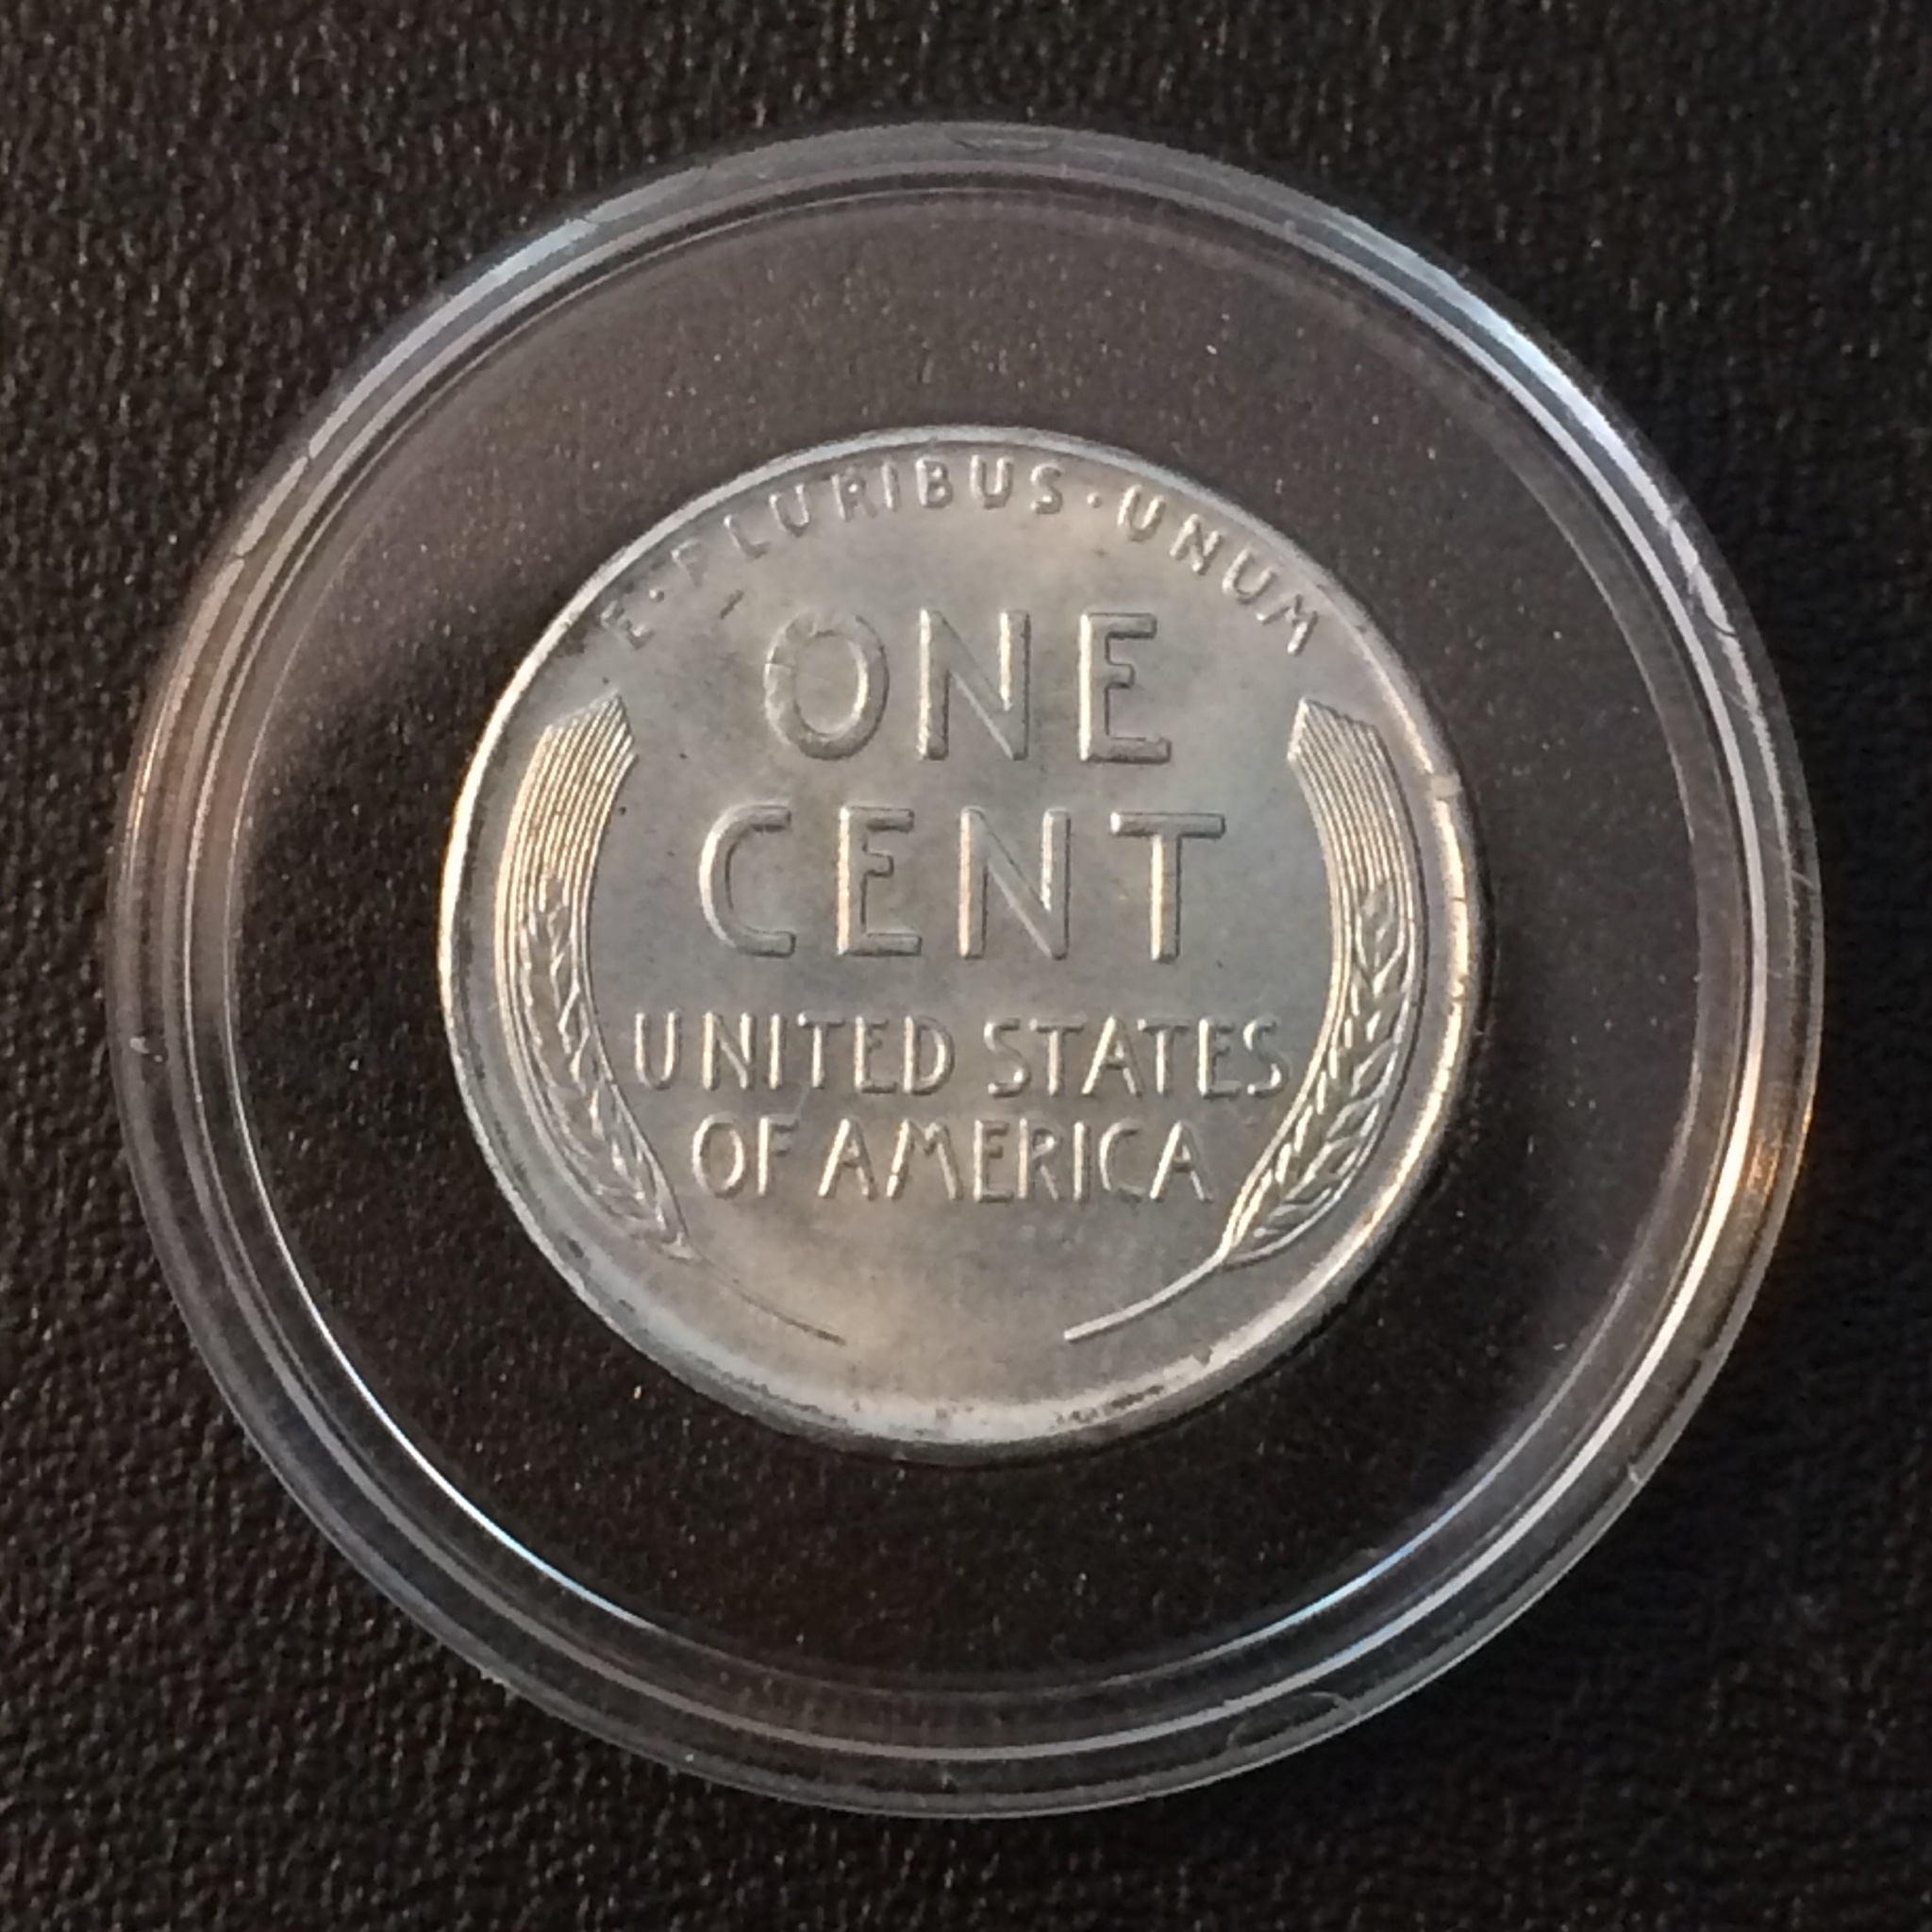 E·PLURIBUS·UNUM
ONE
CENT
UNITED STATES
OF AMERICA